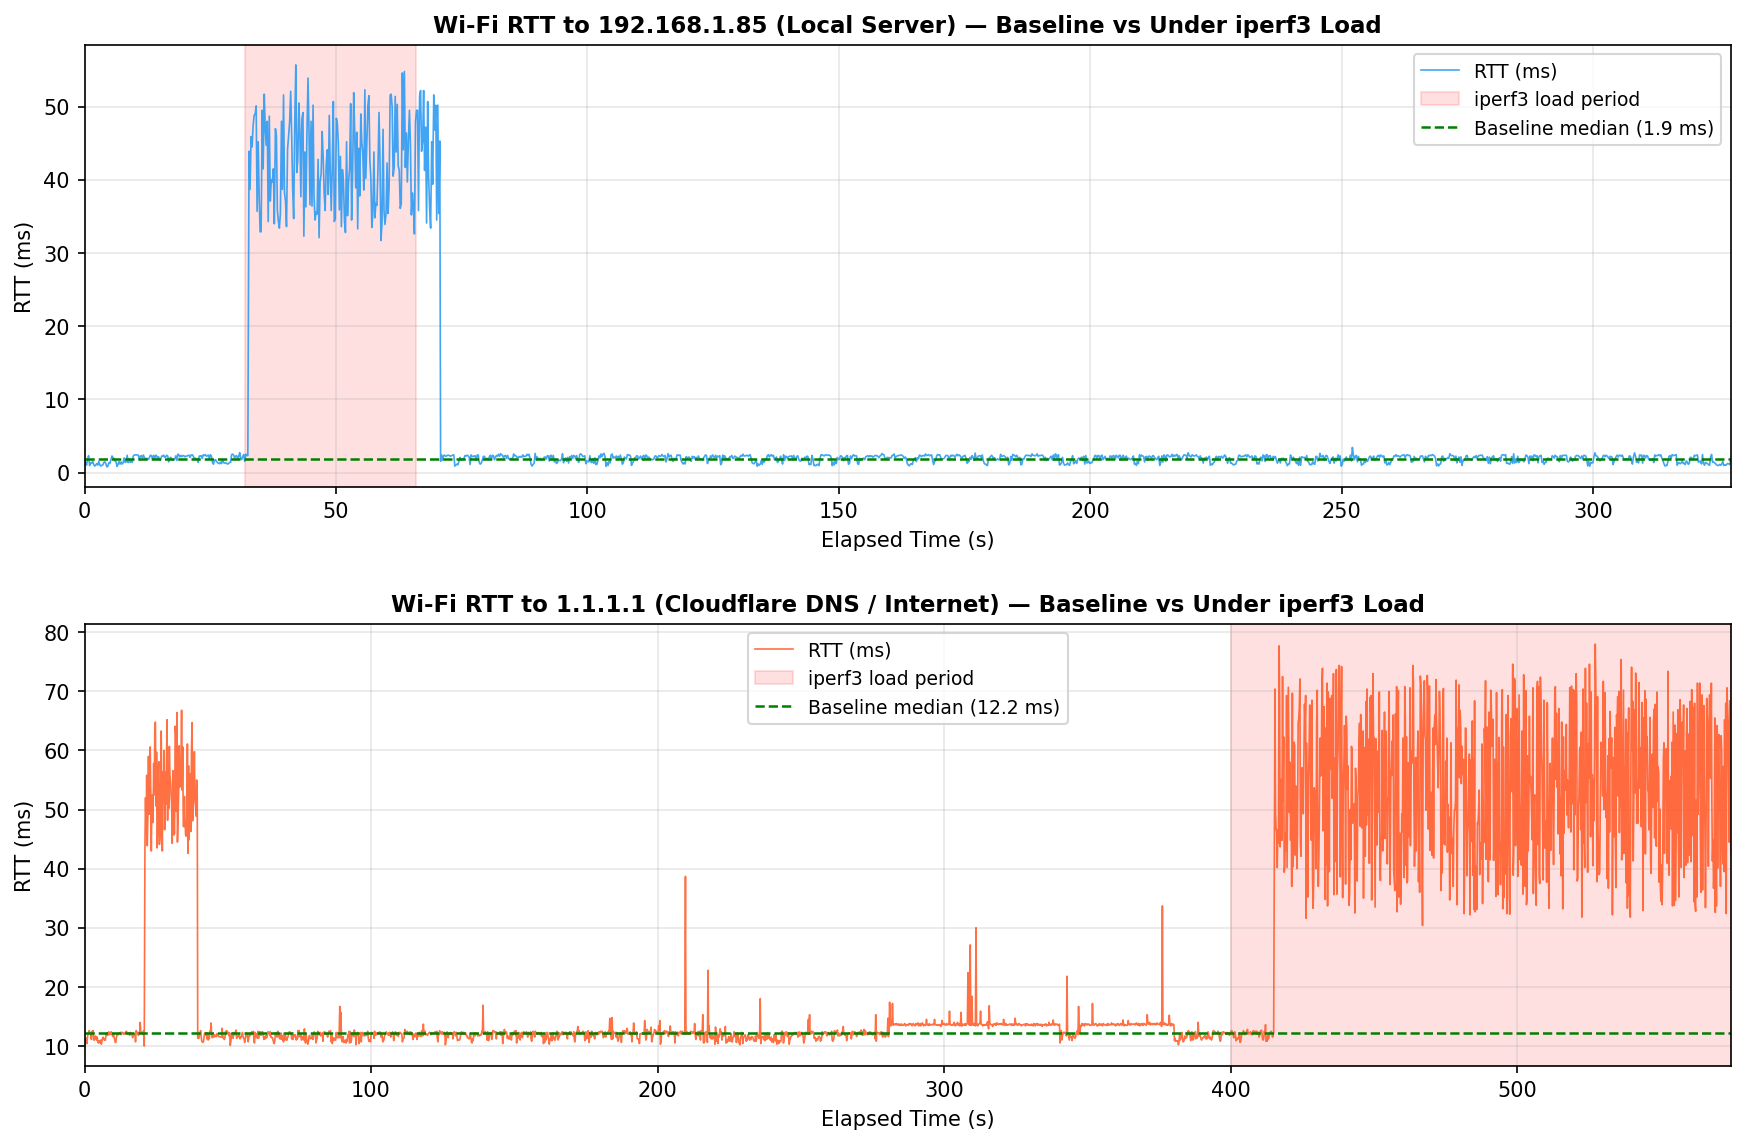 Wi-Fi RTT to 192.168.1.85 (Local Server) — Baseline vs Under iperf3 Load
RTT (ms)
iperf3 load period
Baseline median (1.9 ms)
RTT (ms)
50
40
30
20
10
0
0 50 100 150 200 250 300
Elapsed Time (s)
Wi-Fi RTT to 1.1.1.1 (Cloudflare DNS / Internet) — Baseline vs Under iperf3 Load
RTT (ms)
iperf3 load period
Baseline median (12.2 ms)
RTT (ms)
80
70
60
50
40
30
20
10
0 100 200 300 400 500
Elapsed Time (s)